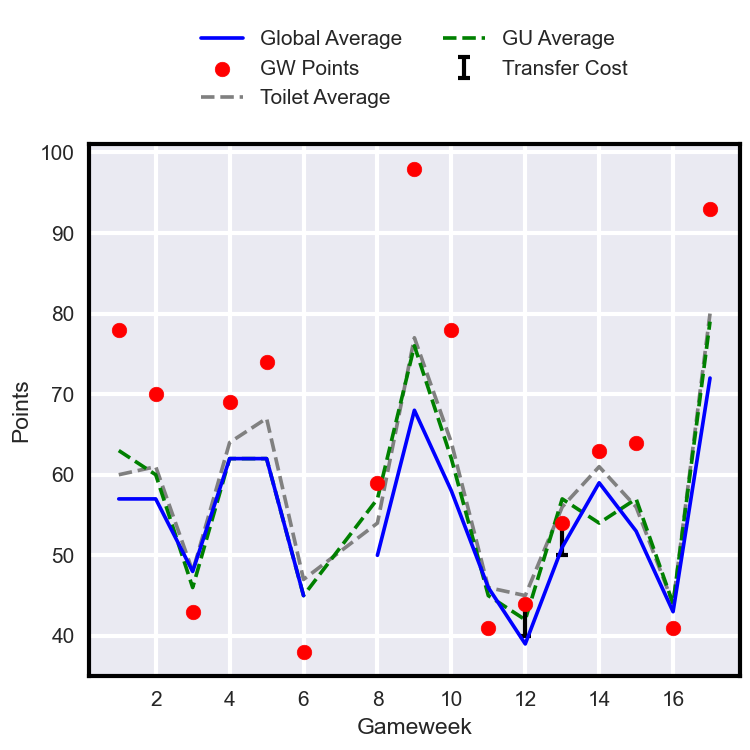 Global Average
GW Points
Toilet Average
GU Average
Transfer Cost
100
90
80
70
60
50
40
Points
2 4 6 8 10 12 14 16
Gameweek